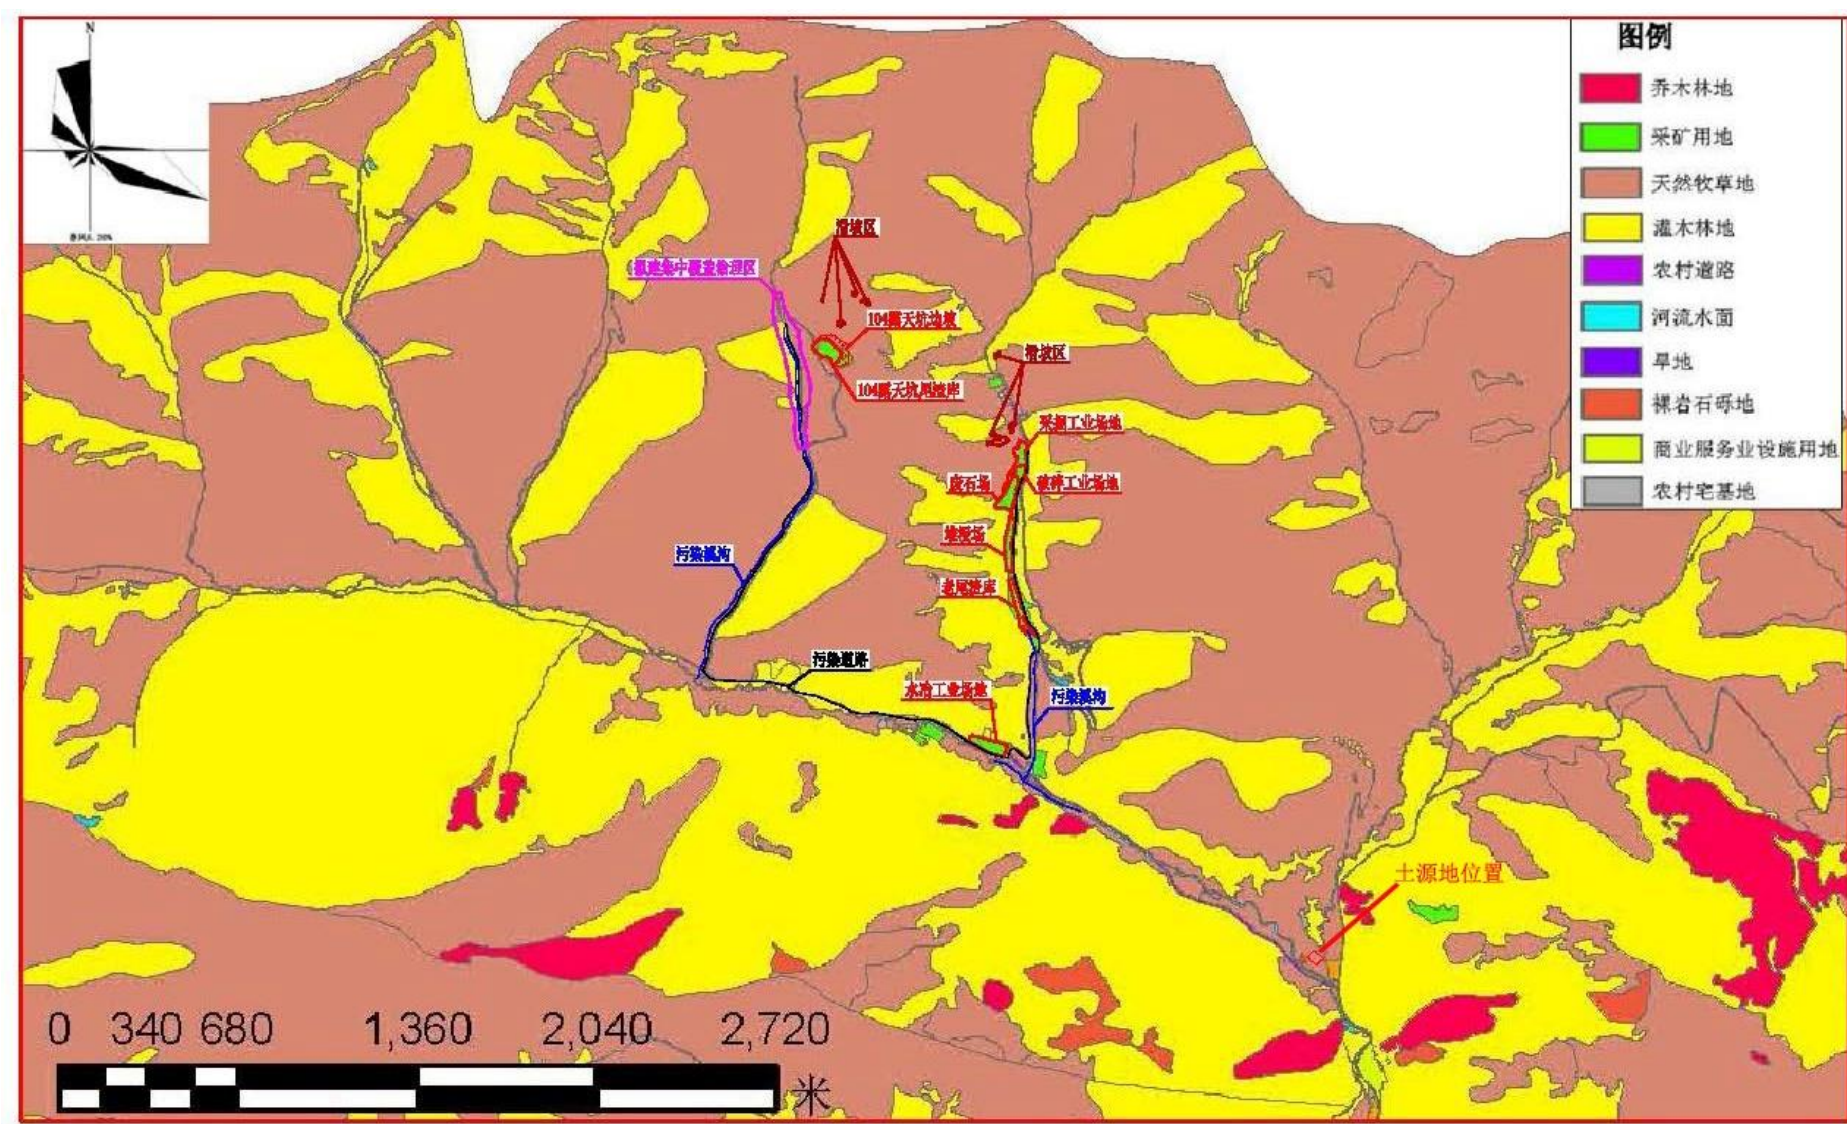 N
图例
乔木林地
采矿用地
天然牧草地
灌木林地
农村道路
河流水面
旱地
裸岩石砾地
商业服务业设施用地
农村宅基地
滑坡区
104露天坑边坡
104露天坑尾渣库
滑坡区
采掘工业场地
废石场
破碎工业场地
堆浸场
老尾渣库
污染溪沟
污染道路
水冶工业场地
污染溪沟
土源地位置
0 340 680 1,360 2,040 2,720
米